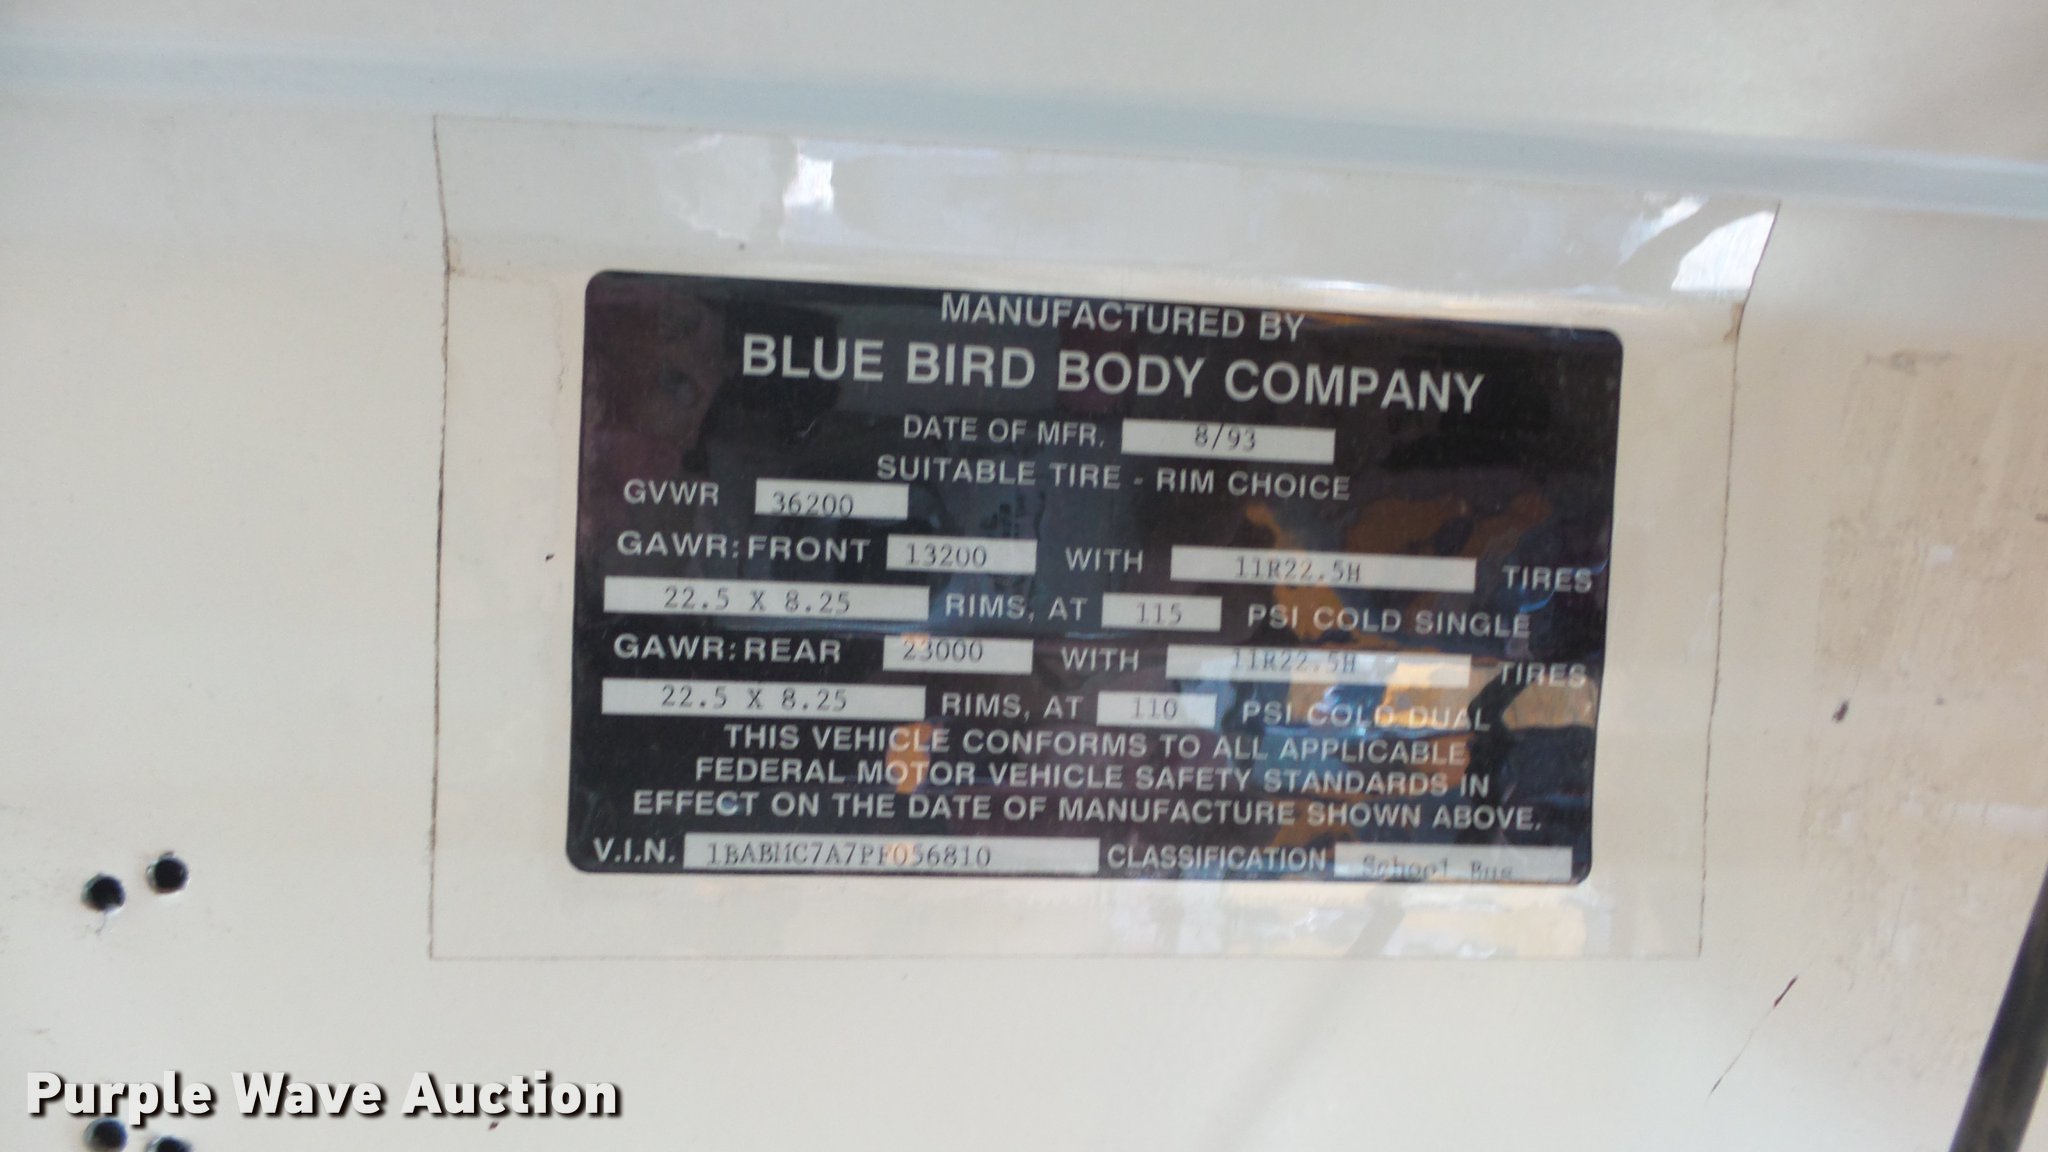 MANUFACTURED BY
BLUE BIRD BODY COMPANY
DATE OF MFR. 8/93
SUITABLE TIRE - RIM CHOICE
GVWR 36200
GAWR: FRONT 13200 WITH 11R22.5H TIRES
22.5 X 8.25 RIMS, AT 115 PSI COLD SINGLE
GAWR: REAR 23000 WITH 11R22.5H TIRES
22.5 X 8.25 RIMS, AT 110 PSI COLD DUAL
THIS VEHICLE CONFORMS TO ALL APPLICABLE
FEDERAL MOTOR VEHICLE SAFETY STANDARDS IN
EFFECT ON THE DATE OF MANUFACTURE SHOWN ABOVE.
V.I.N. 1BABMC7A7PF056810 CLASSIFICATION School Bus
Purple Wave Auction